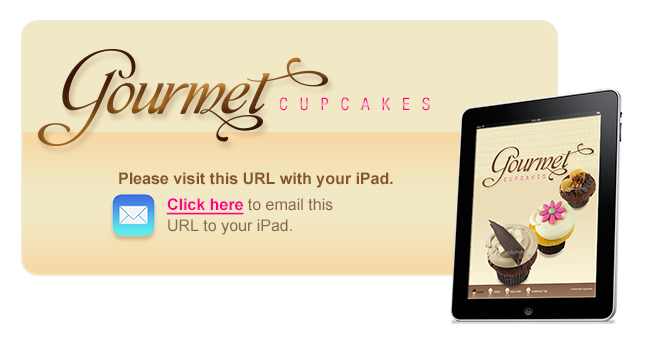 Gourmet
CUPCAKES
Please visit this URL with your iPad.
Click here to email this
URL to your iPad.
Gourmet
CUPCAKES